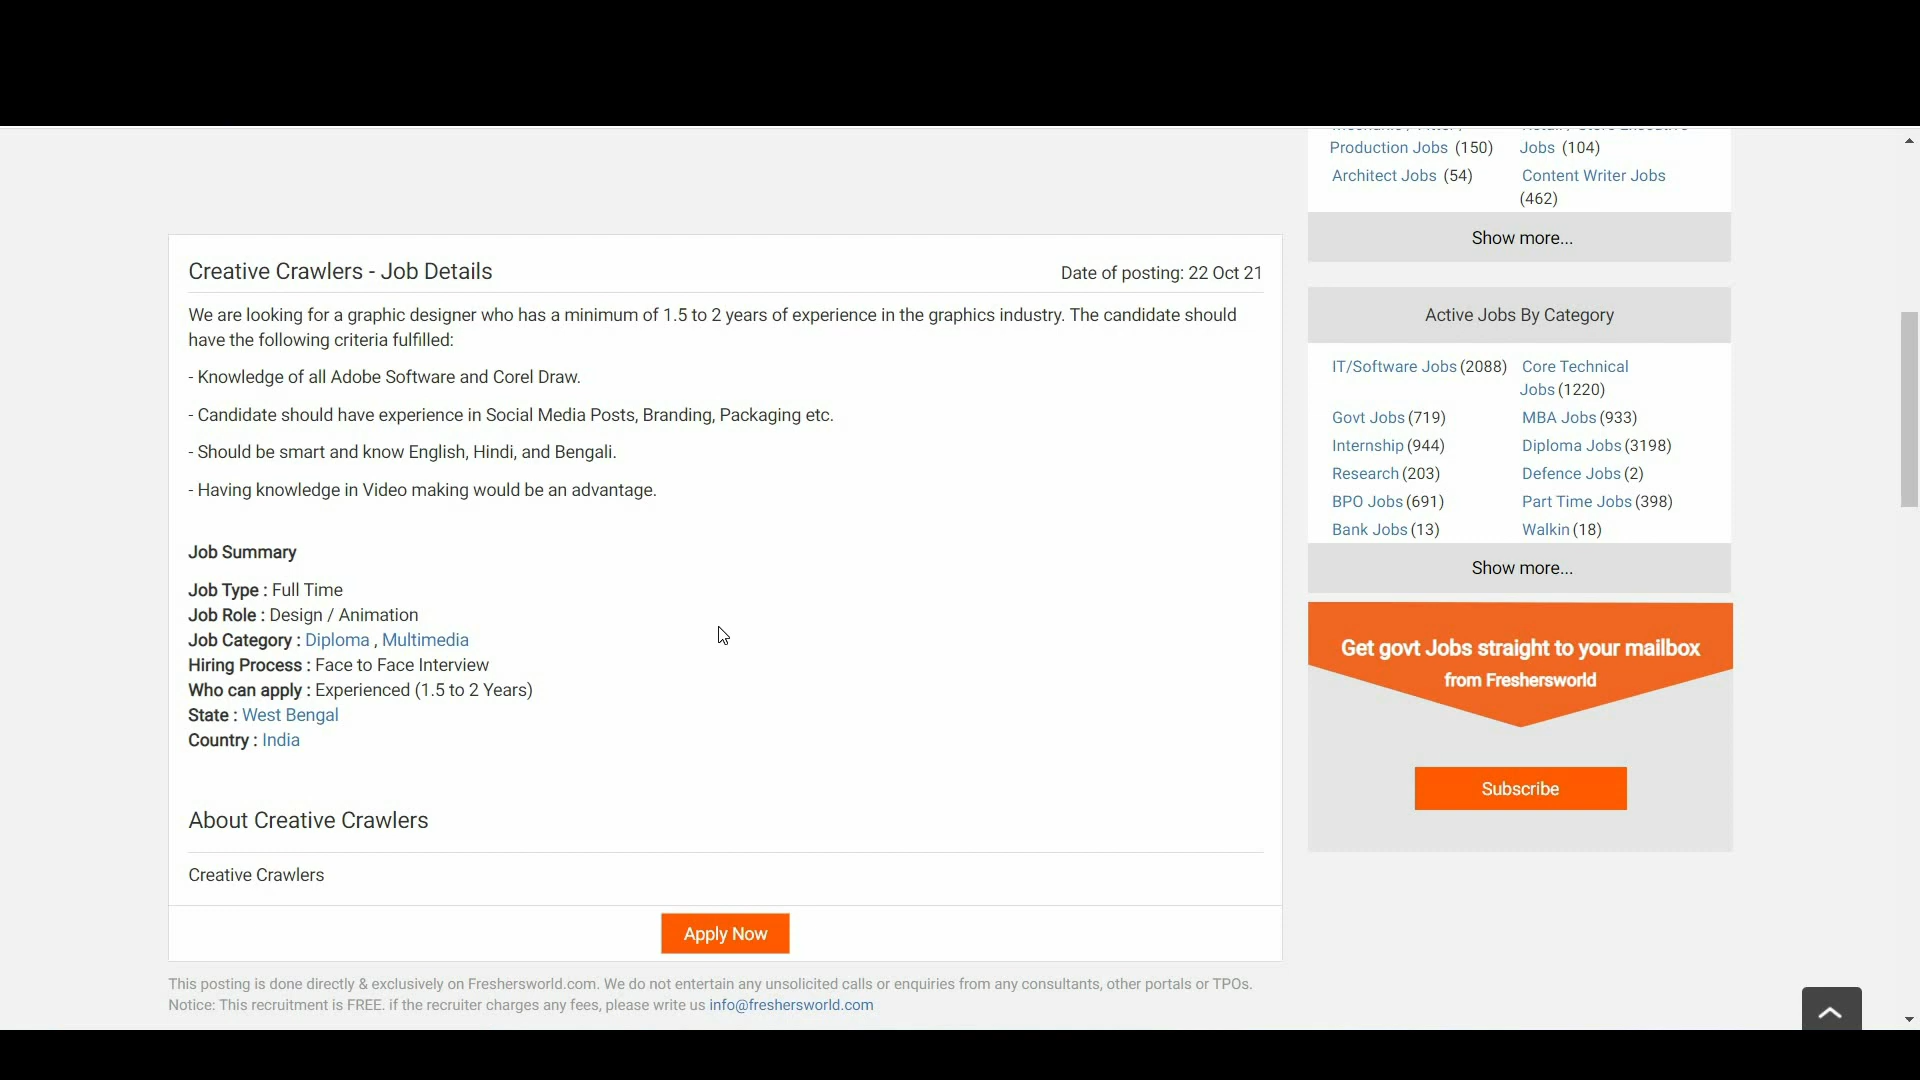 Production Jobs (150)
Jobs (104)
Architect Jobs (54)
Content Writer Jobs
(462)
Show more...
Creative Crawlers - Job Details
Date of posting: 22 Oct 21
We are looking for a graphic designer who has a minimum of 1.5 to 2 years of experience in the graphics industry. The candidate should
have the following criteria fulfilled:
- Knowledge of all Adobe Software and Corel Draw.
- Candidate should have experience in Social Media Posts, Branding, Packaging etc.
- Should be smart and know English, Hindi, and Bengali.
- Having knowledge in Video making would be an advantage.
Job Summary
Job Type : Full Time
Job Role : Design / Animation
Job Category : Diploma , Multimedia
Hiring Process : Face to Face Interview
Who can apply : Experienced (1.5 to 2 Years)
State : West Bengal
Country : India
About Creative Crawlers
Creative Crawlers
Apply Now
This posting is done directly & exclusively on Freshersworld.com. We do not entertain any unsolicited calls or enquiries from any consultants, other portals or TPOs.
Notice: This recruitment is FREE. if the recruiter charges any fees, please write us info@freshersworld.com
Active Jobs By Category
IT/Software Jobs (2088)
Core Technical
Jobs (1220)
Govt Jobs (719)
MBA Jobs (933)
Internship (944)
Diploma Jobs (3198)
Research (203)
Defence Jobs (2)
BPO Jobs (691)
Part Time Jobs (398)
Bank Jobs (13)
Walkin (18)
Show more...
Get govt Jobs straight to your mailbox
from Freshersworld
Subscribe